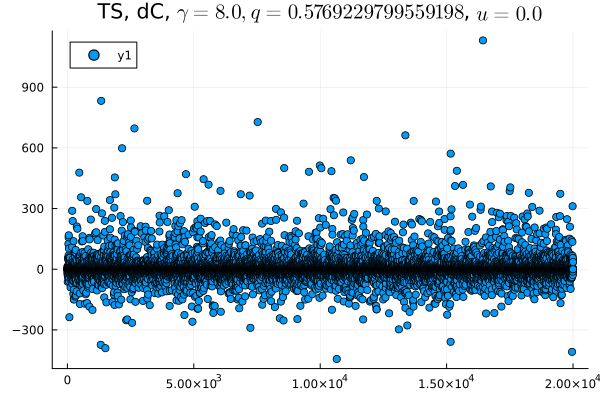 TS, dC, γ = 8.0, q = 0.5769229799559198, u = 0.0
y1
900
600
300
0
−300
0 5.00×10³ 1.00×10⁴ 1.50×10⁴ 2.00×10⁴